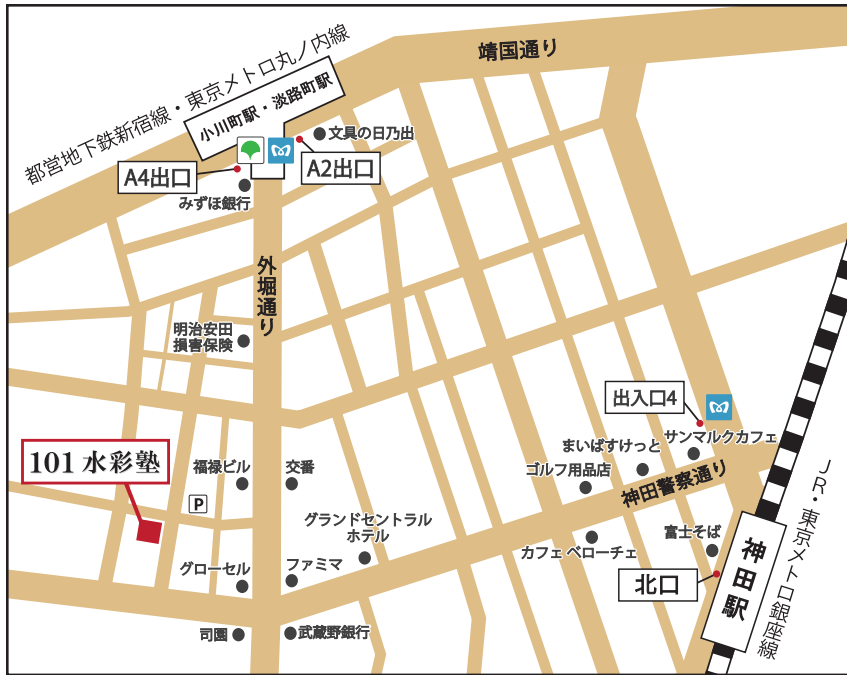 靖国通り
都営地下鉄新宿線・東京メトロ丸ノ内線
小川町駅・淡路町駅
文具の日乃出
A4出口
A2出口
みずほ銀行
外堀通り
明治安田
損害保険
出入口4
サンマルクカフェ
まいばすけっと
ゴルフ用品店
神田警察通り
101 水彩塾
福禄ビル
交番
P
グランドセントラル
ホテル
カフェ ベローチェ
富士そば
JR・東京メトロ銀座線
神田駅
北口
グローセル
ファミマ
司園
武蔵野銀行